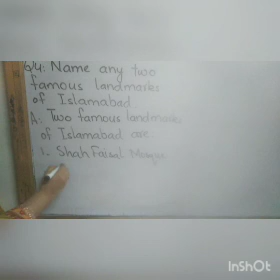 Q4: Name any two
famous landmarks
of Islamabad
A: Two famous landmarks
of Islamabad are
1. Shah Faisal Mosque
InShot